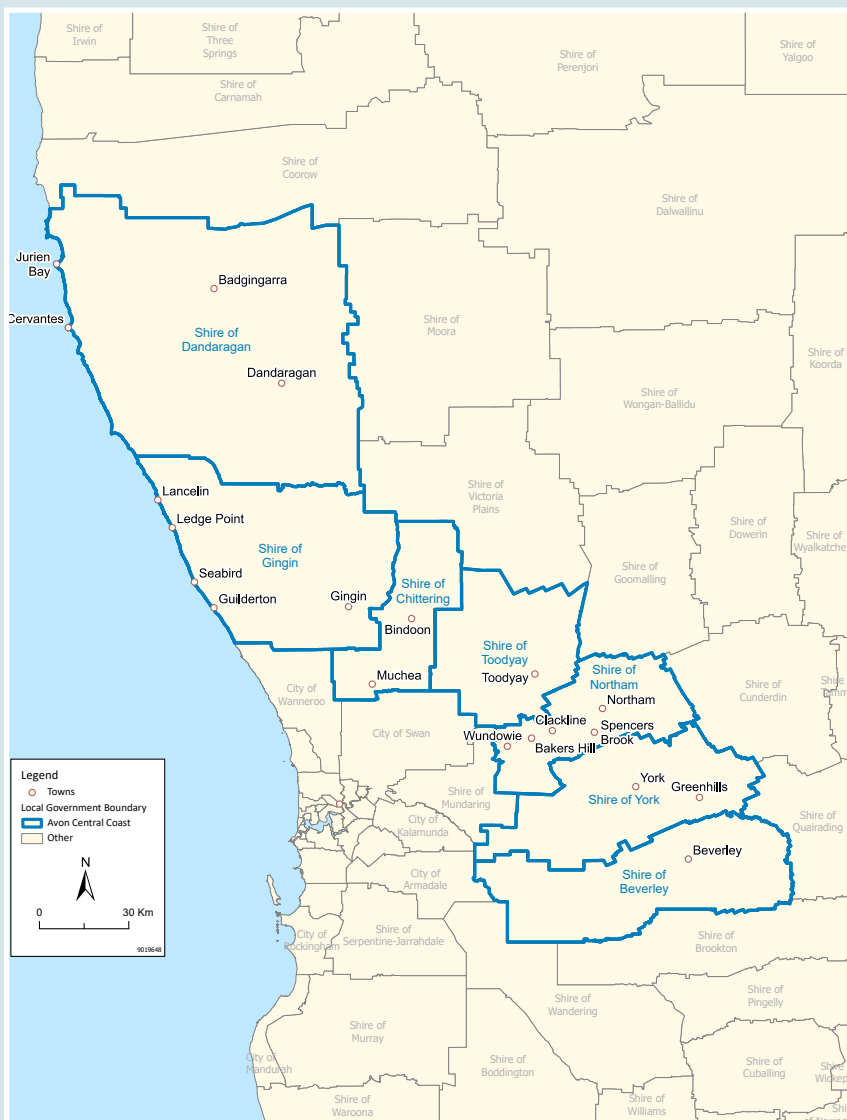 Shire of
Irwin
Shire of
Three
Springs
Shire of
Carnamah
Shire of
Perenjori
Shire of
Yalgoo
Shire of
Coorow
Shire of
Dalwallinu
Jurien
Bay
Badgingarra
Cervantes
Shire of
Dandaragan
Shire of
Moora
Shire of
Koorda
Dandaragan
Shire of
Wongan-Ballidu
Lancelin
Ledge Point
Shire of
Victoria
Plains
Shire of
Dowerin
Shire of
Wyalkatche
Shire of
Gingin
Shire of
Goomalling
Seabird
Guilderton
Gingin
Shire of
Chittering
Bindoon
Shire of
Toodyay
Toodyay
Shire of
Northam
Northam
Shire of
Cunderdin
Shire
Tamm
Muchea
City of
Wanneroo
City of Swan
Clackline
Wundowie
Bakers Hill
Spencers
Brook
York
Greenhills
Shire of York
Shire of
Mundaring
City of
Kalamunda
Shire of
Quairading
Beverley
Shire of
Beverley
City of
Armadale
City of
Rockingham
Shire of
Serpentine-Jarrahdale
Shire of
Brookton
Shire of
Pingelly
Shire of
Wandering
Shire of
Murray
City of
Mandurah
Shire of
Boddington
Shire of
Cuballing
Shire
Wickep
Shire of
Waroona
Shire of
Williams
Legend
Towns
Local Government Boundary
Avon Central Coast
Other
N
0 30 Km
9019648